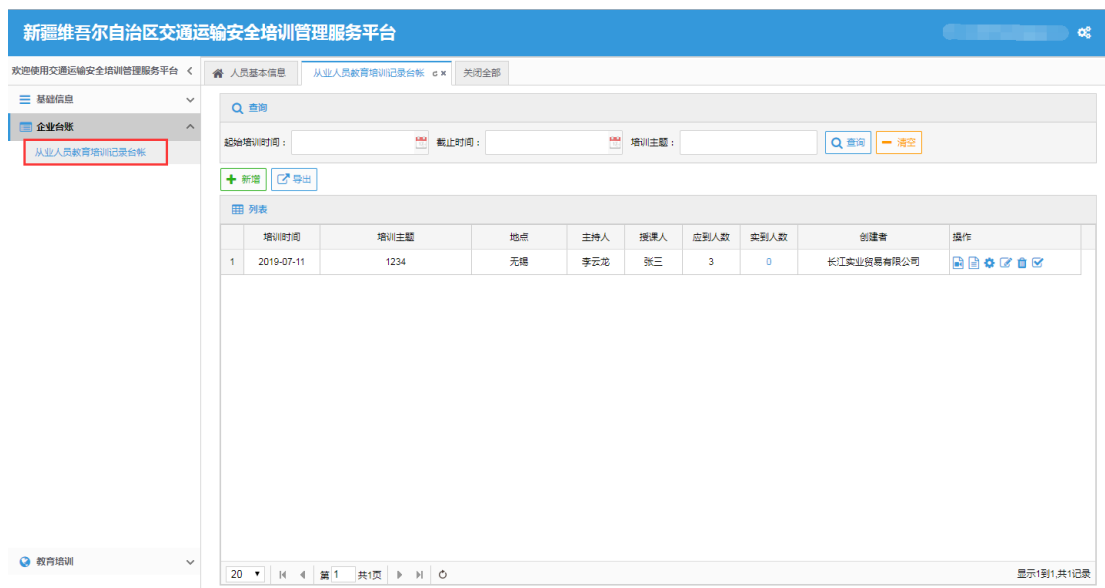 新疆维吾尔自治区交通运输安全培训管理服务平台
欢迎使用交通运输安全培训管理服务平台
人员基本信息 从业人员教育培训记录台帐 关闭全部
基础信息
企业台账
从业人员教育培训记录台帐
教育培训
查询
起始培训时间： 截止时间： 培训主题： 查询 清空
新增 导出
列表
培训时间 培训主题 地点 主持人 授课人 应到人数 实到人数 创建者 操作
1 2019-07-11 1234 无锡 李云龙 张三 3 0 长江实业贸易有限公司
20 第 1 共1页 显示1到1,共1记录